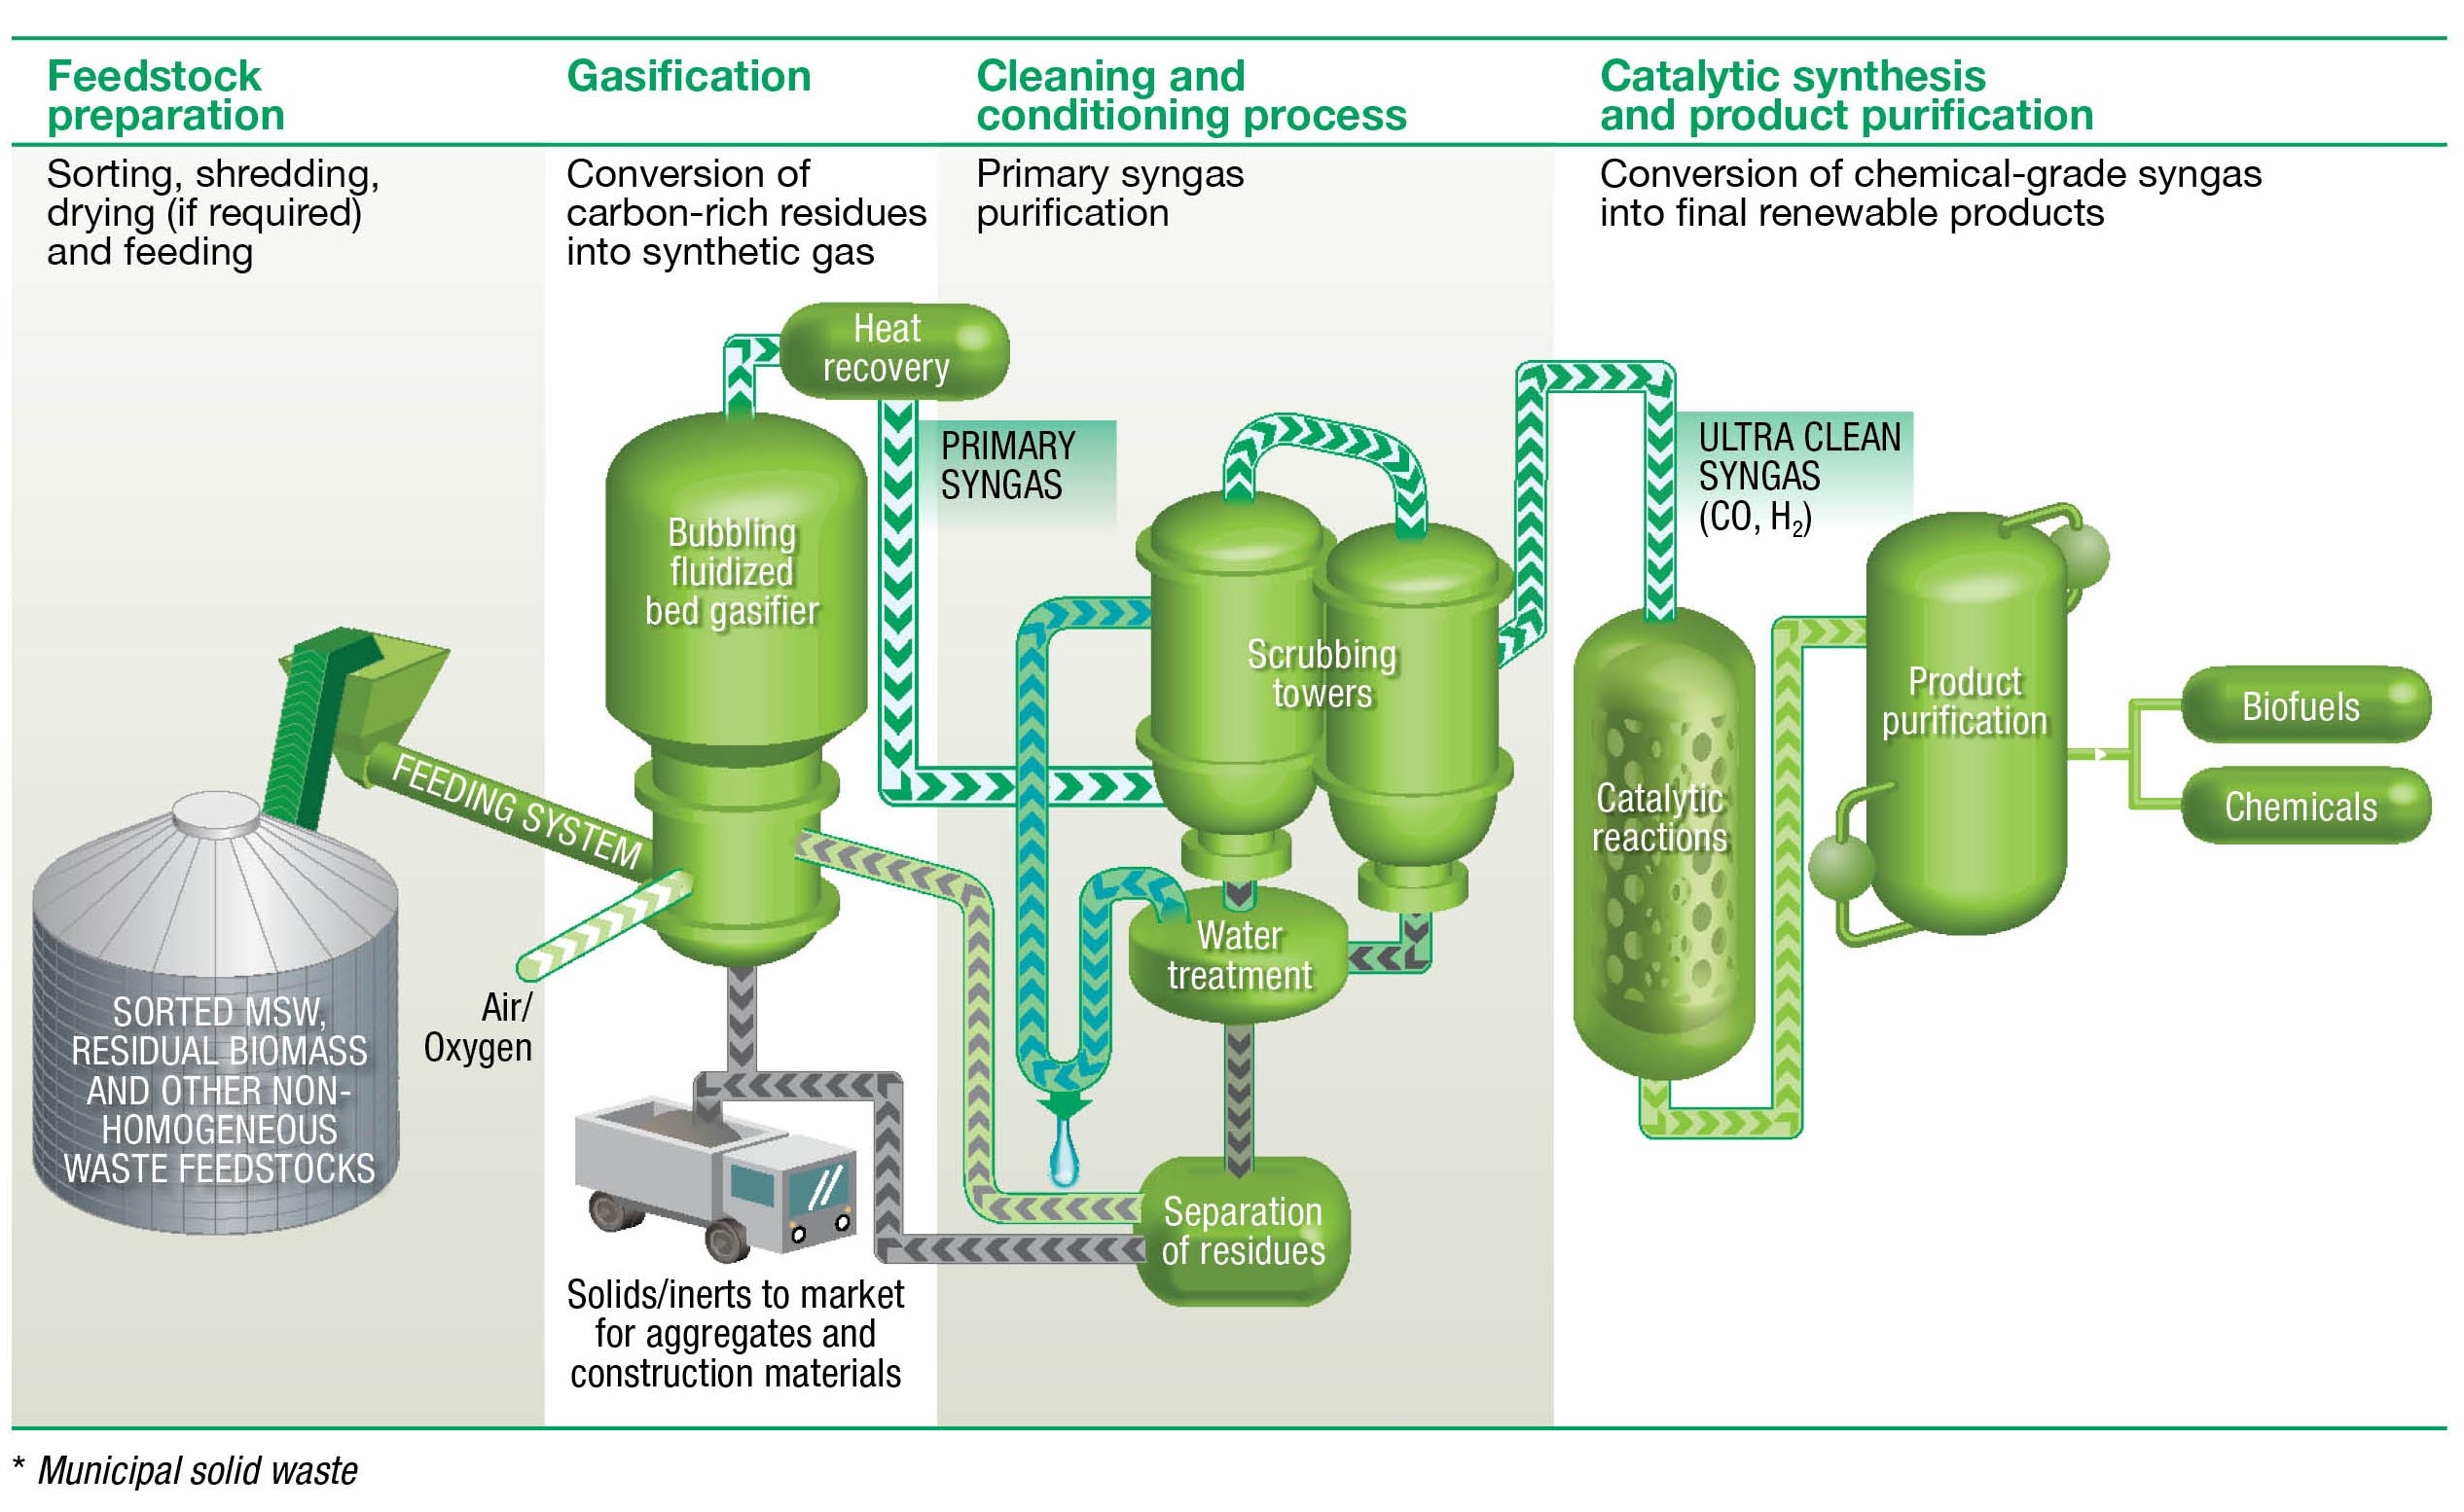 Feedstock
preparation
Sorting, shredding,
drying (if required)
and feeding
Gasification
Conversion of
carbon-rich residues
into synthetic gas
Cleaning and
conditioning process
Primary syngas
purification
Catalytic synthesis
and product purification
Conversion of chemical-grade syngas
into final renewable products
SORTED MSW,
RESIDUAL BIOMASS
AND OTHER NON-
HOMOGENEOUS
WASTE FEEDSTOCKS
FEEDING SYSTEM
Air/
Oxygen
Bubbling
fluidized
bed gasifier
Heat
recovery
PRIMARY
SYNGAS
Solids/inerts to market
for aggregates and
construction materials
Scrubbing
towers
Water
treatment
Separation
of residues
ULTRA CLEAN
SYNGAS
(CO, H₂)
Catalytic
reactions
Product
purification
Biofuels
Chemicals
* Municipal solid waste